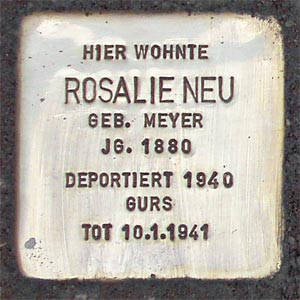 HIER WOHNTE
ROSALIE NEU
GEB. MEYER
JG. 1880
DEPORTIERT 1940
GURS
TOT 10.1.1941